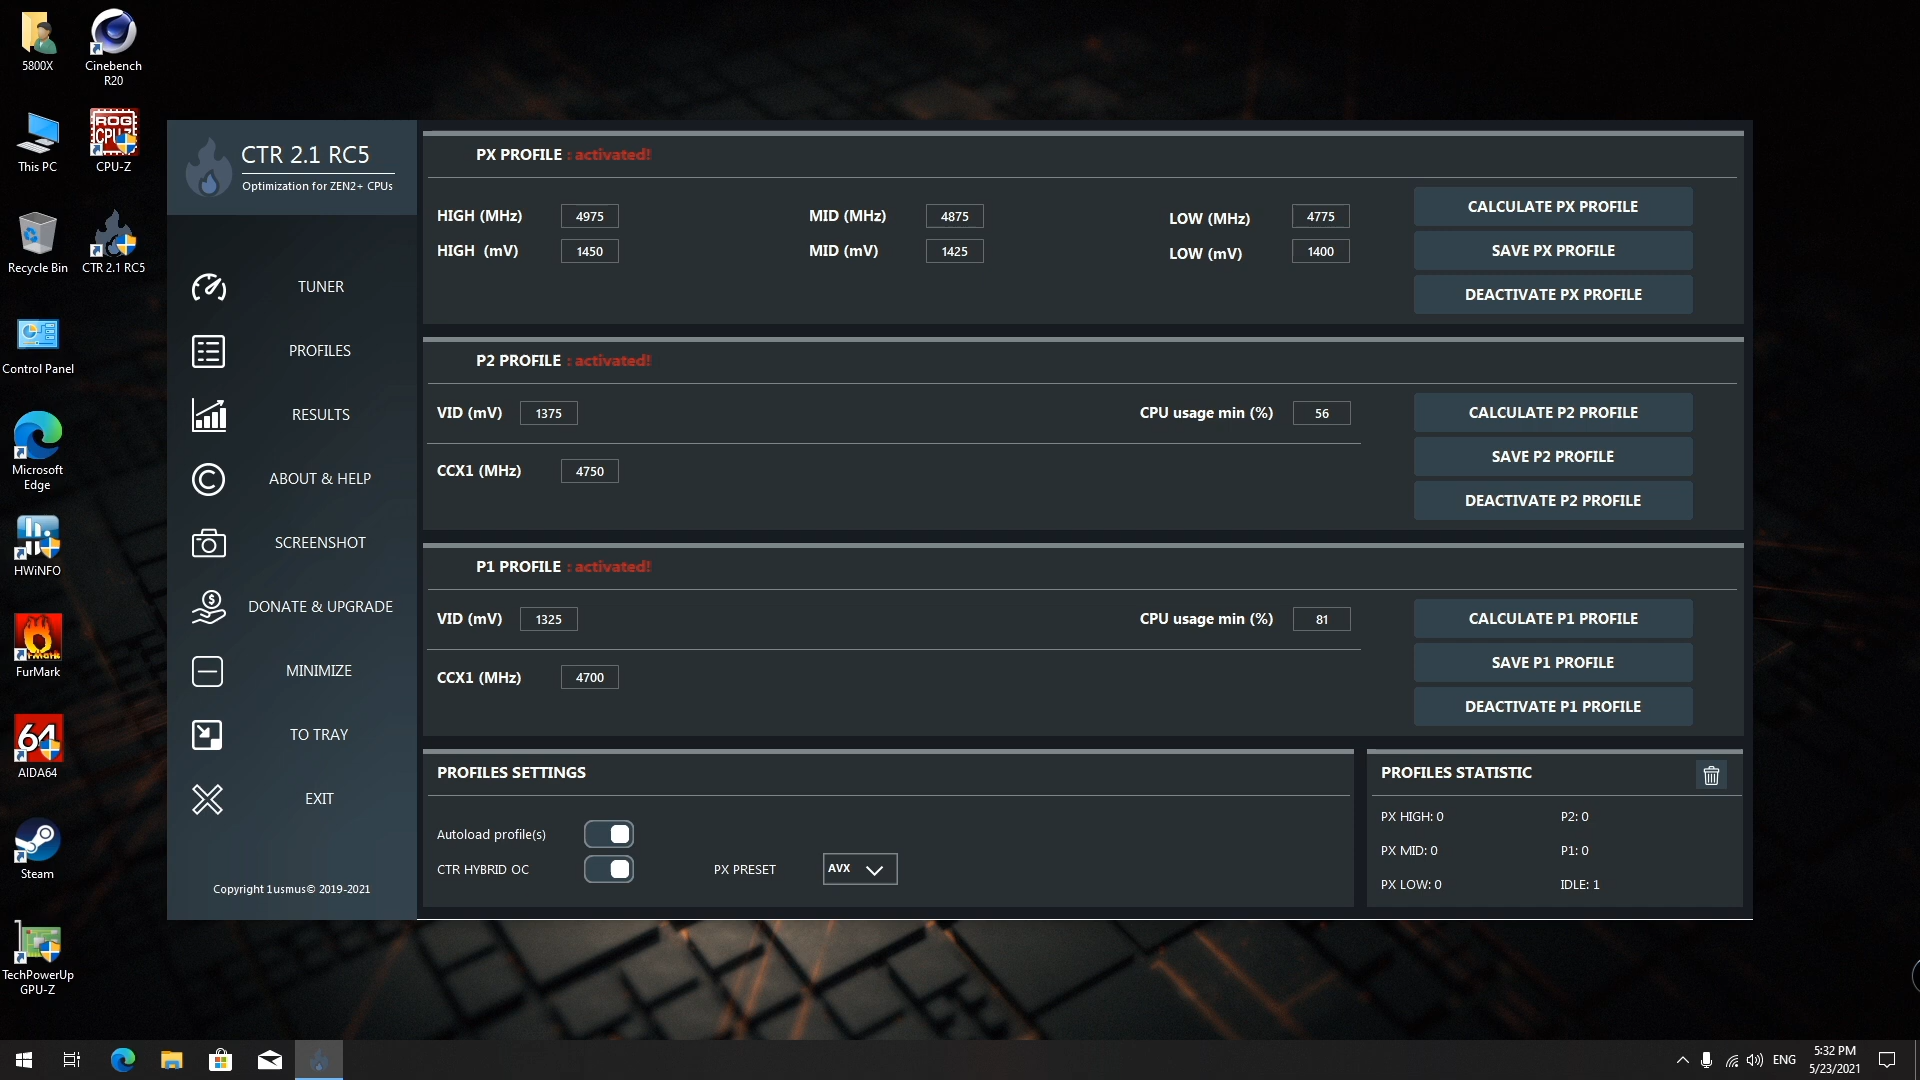 5800X
Cinebench
R20
This PC
CPU-Z
Recycle Bin
CTR 2.1 RC5
Control Panel
Microsoft
Edge
HWiNFO
FurMark
AIDA64
Steam
TechPowerUp
GPU-Z
ROG
CPU-Z
64
CTR 2.1 RC5
Optimization for ZEN2+ CPUs
TUNER
PROFILES
RESULTS
ABOUT & HELP
SCREENSHOT
DONATE & UPGRADE
MINIMIZE
TO TRAY
EXIT
Copyright 1usmus© 2019-2021
PX PROFILE : activated!
HIGH (MHz) 4975 MID (MHz) 4875 LOW (MHz) 4775
HIGH (mV) 1450 MID (mV) 1425 LOW (mV) 1400
CALCULATE PX PROFILE
SAVE PX PROFILE
DEACTIVATE PX PROFILE
P2 PROFILE : activated!
VID (mV) 1375 CPU usage min (%) 56
CCX1 (MHz) 4750
CALCULATE P2 PROFILE
SAVE P2 PROFILE
DEACTIVATE P2 PROFILE
P1 PROFILE : activated!
VID (mV) 1325 CPU usage min (%) 81
CCX1 (MHz) 4700
CALCULATE P1 PROFILE
SAVE P1 PROFILE
DEACTIVATE P1 PROFILE
PROFILES SETTINGS
Autoload profile(s)
CTR HYBRID OC PX PRESET AVX
PROFILES STATISTIC
PX HIGH: 0 P2: 0
PX MID: 0 P1: 0
PX LOW: 0 IDLE: 1
ENG
5:32 PM
5/23/2021